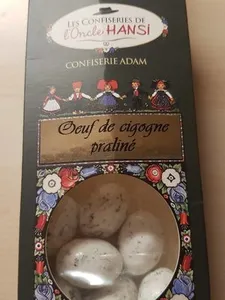 Les Confiseries de
l'Oncle HANSi
CONFISERIE ADAM
Oeuf de cigogne
praliné